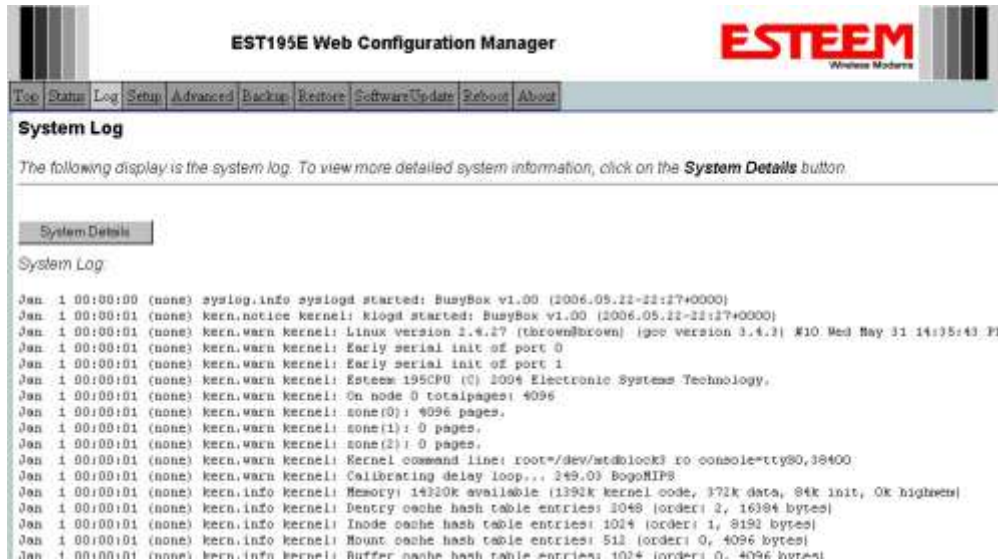 EST195E Web Configuration Manager
ESTEEM
Wireless Modems
Top Status Log Setup Advanced Backup Restore SoftwareUpdate Reboot About
System Log
The following display is the system log. To view more detailed system information, click on the System Details button
System Details
System Log:
Jan 1 00:00:00 (none) syslog.info syslogd started: BusyBox v1.00 (2006.05.22-22:27+0000)
Jan 1 00:00:01 (none) kern.notice kernel: klogd started: BusyBox v1.00 (2006.05.22-22:27+0000)
Jan 1 00:00:01 (none) kern.warn kernel: Linux version 2.4.27 (tbrown@brown) (gcc version 3.4.3) #10 Wed May 31 14:35:43
Jan 1 00:00:01 (none) kern.warn kernel: Early serial init of port 0
Jan 1 00:00:01 (none) kern.warn kernel: Early serial init of port 1
Jan 1 00:00:01 (none) kern.warn kernel: Esteem 195CPU (C) 2004 Electronic Systems Technology.
Jan 1 00:00:01 (none) kern.warn kernel: On node 0 totalpages: 4096
Jan 1 00:00:01 (none) kern.warn kernel: zone(0): 4096 pages.
Jan 1 00:00:01 (none) kern.warn kernel: zone(1): 0 pages.
Jan 1 00:00:01 (none) kern.warn kernel: zone(2): 0 pages.
Jan 1 00:00:01 (none) kern.warn kernel: Kernel command line: root=/dev/mtdblock3 ro console=ttyS0,38400
Jan 1 00:00:01 (none) kern.warn kernel: Calibrating delay loop... 249.03 BogoMIPS
Jan 1 00:00:01 (none) kern.info kernel: Memory: 14320k available (1392k kernel code, 372k data, 84k init, 0k highmem)
Jan 1 00:00:01 (none) kern.info kernel: Dentry cache hash table entries: 2048 (order: 2, 16384 bytes)
Jan 1 00:00:01 (none) kern.info kernel: Inode cache hash table entries: 1024 (order: 1, 8192 bytes)
Jan 1 00:00:01 (none) kern.info kernel: Mount cache hash table entries: 512 (order: 0, 4096 bytes)
Jan 1 00:00:01 (none) kern.info kernel: Buffer cache hash table entries: 1024 (order: 0, 4096 bytes)